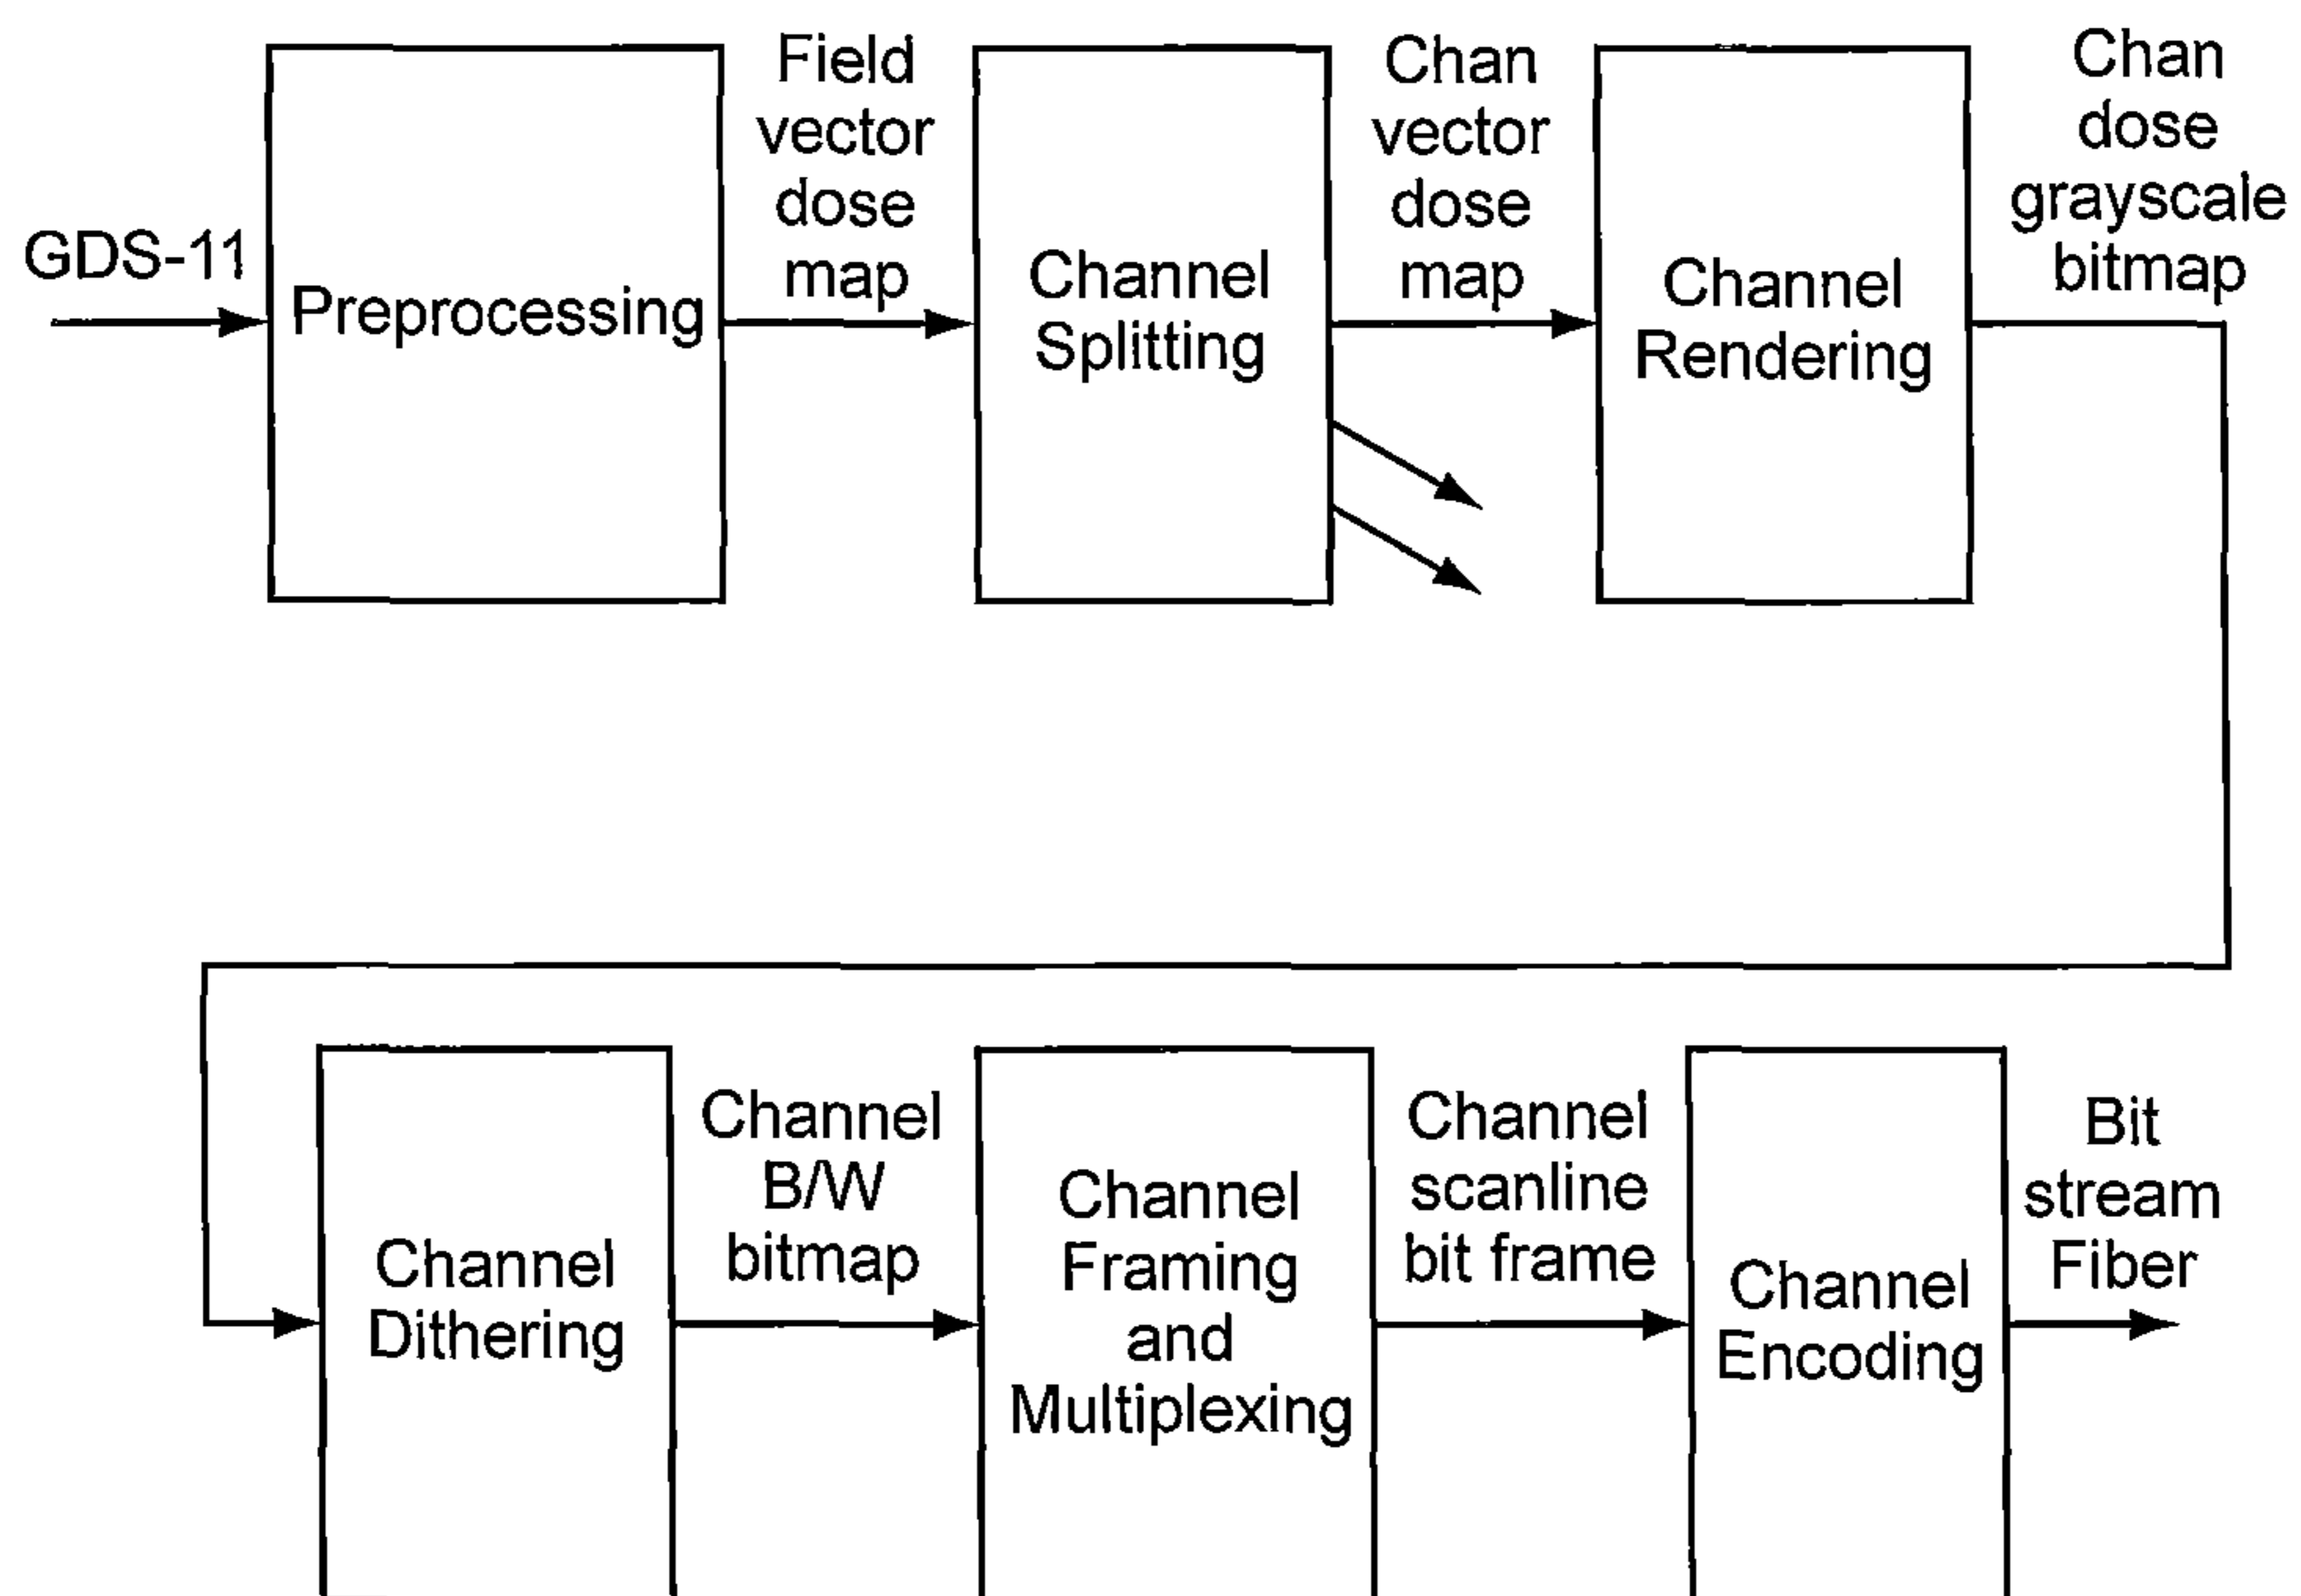 GDS-11
Preprocessing
Field
vector
dose
map
Channel
Splitting
Chan
vector
dose
map
Channel
Rendering
Chan
dose
grayscale
bitmap
Channel
Dithering
Channel
B/W
bitmap
Channel
Framing
and
Multiplexing
Channel
scanline
bit frame
Channel
Encoding
Bit
stream
Fiber